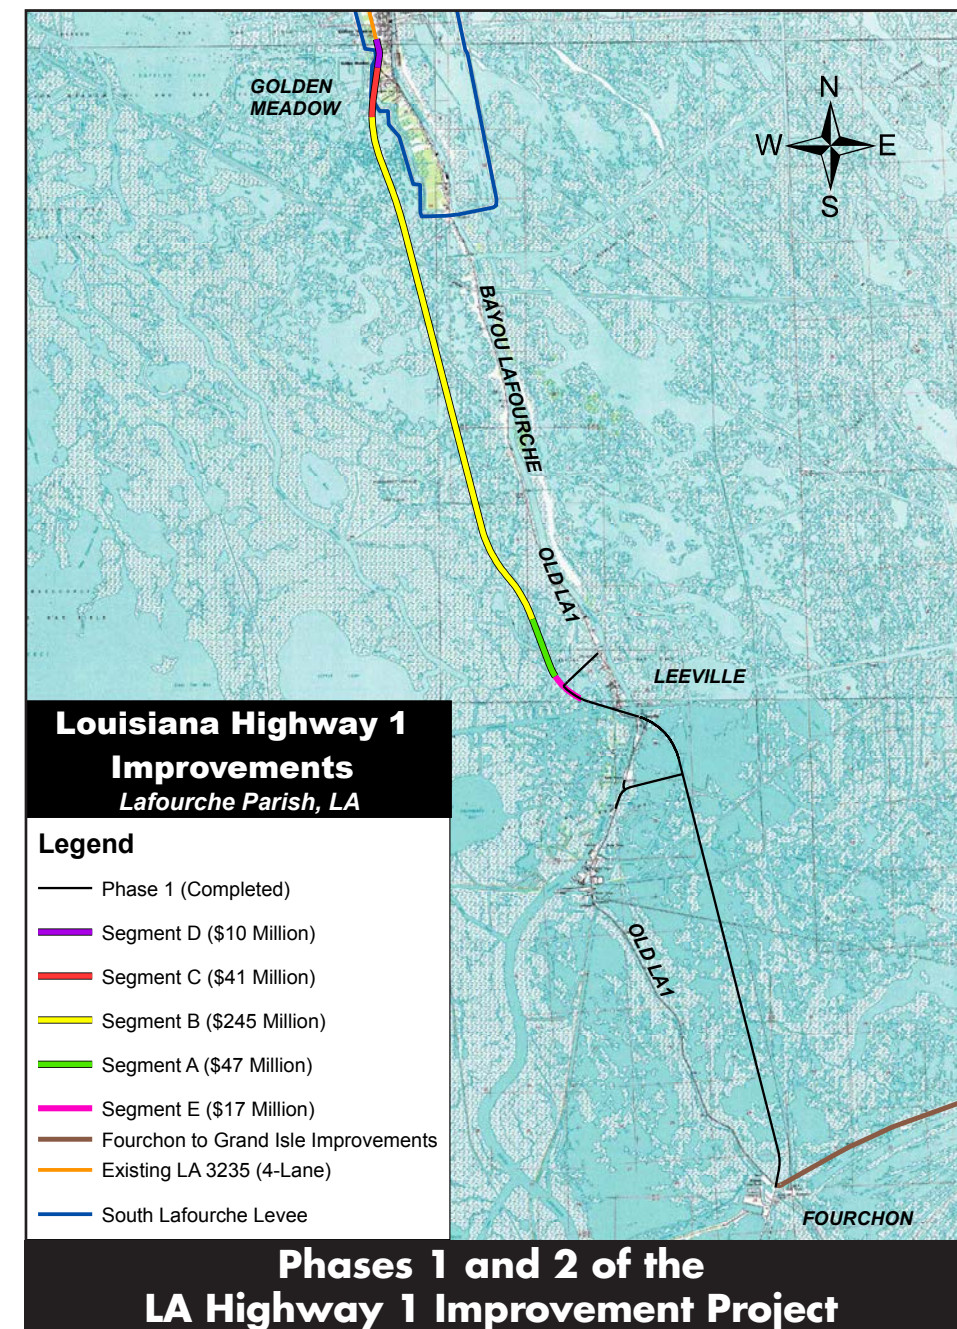 GOLDEN
MEADOW
N
W
E
S
BAYOU LAFOURCHE
OLD LA1
LEEVILLE
Louisiana Highway 1
Improvements
Lafourche Parish, LA
Legend
Phase 1 (Completed)
Segment D ($10 Million)
Segment C ($41 Million)
Segment B ($245 Million)
Segment A ($47 Million)
Segment E ($17 Million)
Fourchon to Grand Isle Improvements
Existing LA 3235 (4-Lane)
South Lafourche Levee
OLD LA1
FOURCHON
Phases 1 and 2 of the
LA Highway 1 Improvement Project